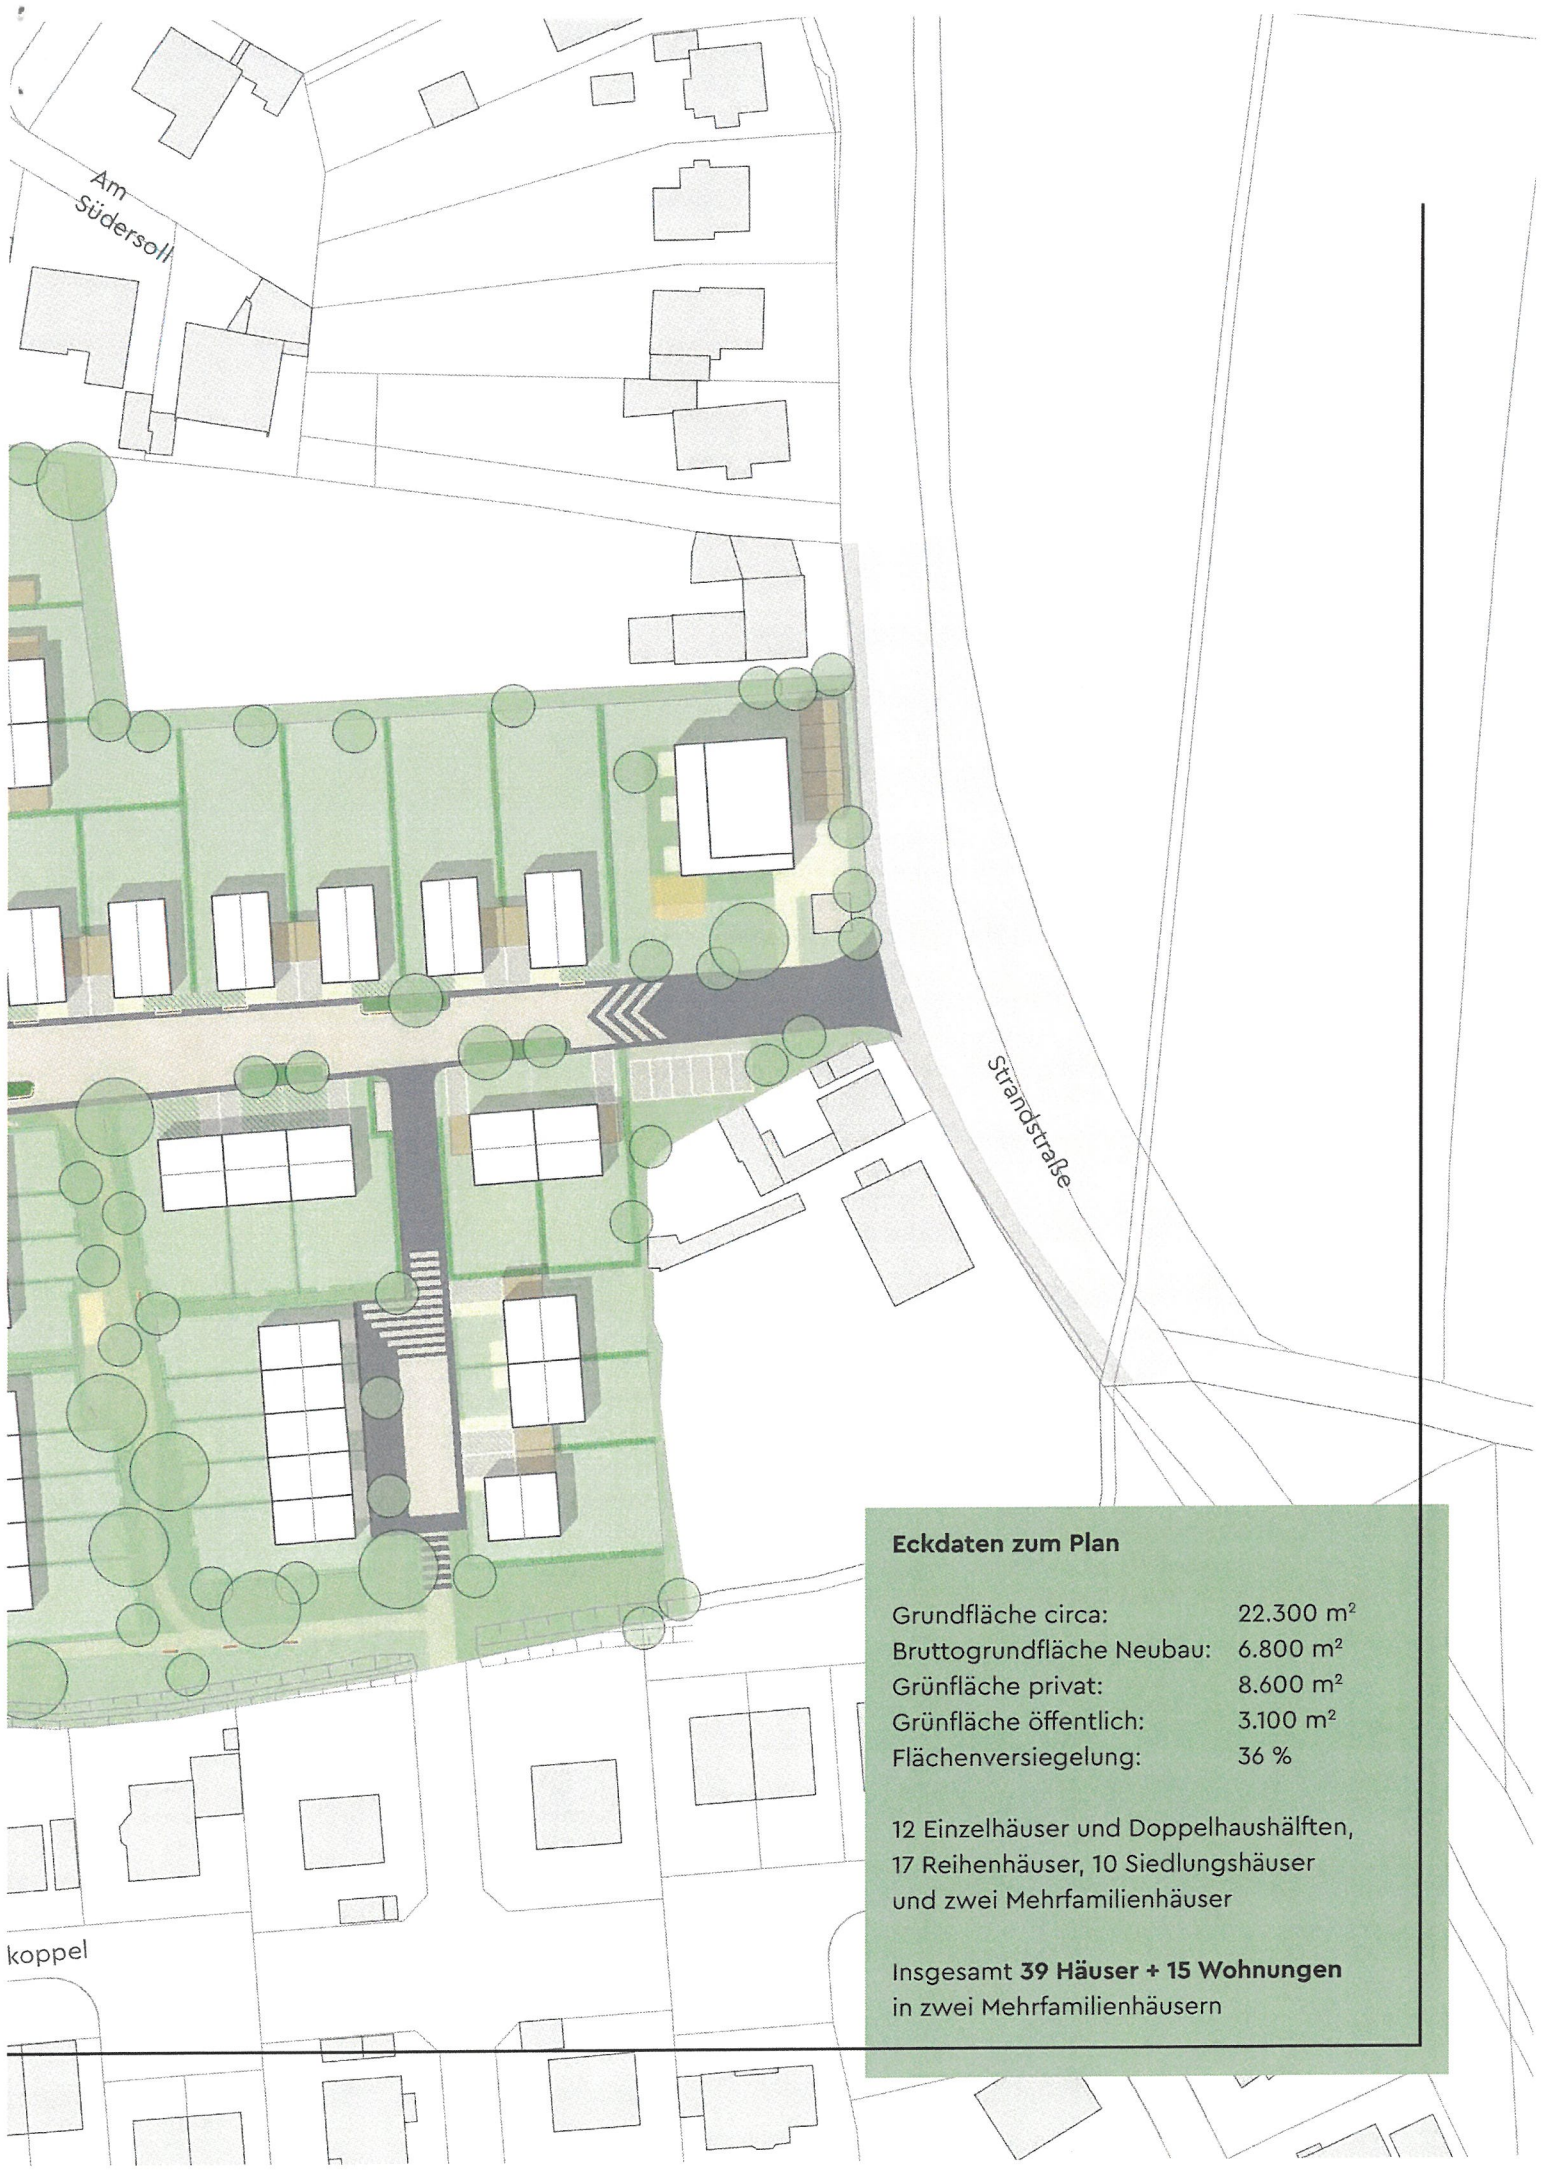 Am
Südersoll
Strandstraße
Eckdaten zum Plan
Grundfläche circa: 22.300 m²
Bruttogrundfläche Neubau: 6.800 m²
Grünfläche privat: 8.600 m²
Grünfläche öffentlich: 3.100 m²
Flächenversiegelung: 36 %
12 Einzelhäuser und Doppelhaushälften,
17 Reihenhäuser, 10 Siedlungshäuser
und zwei Mehrfamilienhäuser
koppel
Insgesamt 39 Häuser + 15 Wohnungen
in zwei Mehrfamilienhäusern